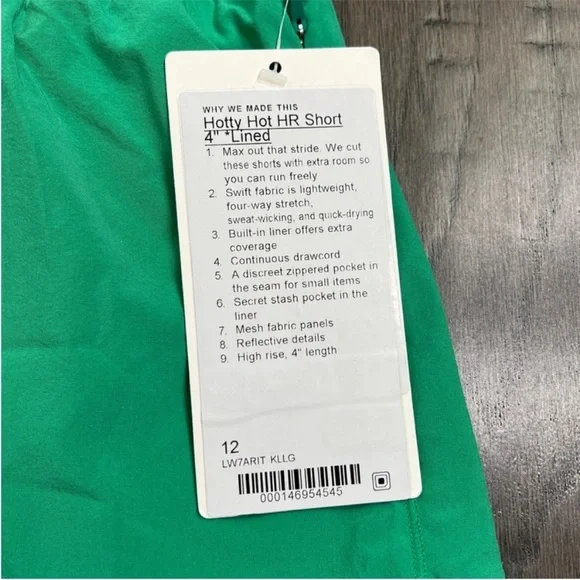 WHY WE MADE THIS
Hotty Hot HR Short
4" *Lined
1. Max out that stride. We cut
these shorts with extra room so
you can run freely
2. Swift fabric is lightweight,
four-way stretch,
sweat-wicking, and quick-drying
3. Built-in liner offers extra
coverage
4. Continuous drawcord
5. A discreet zippered pocket in
the seam for small items
6. Secret stash pocket in the
liner
7. Mesh fabric panels
8. Reflective details
9. High rise, 4" length
12
LW7ARIT KLLG
000146954545